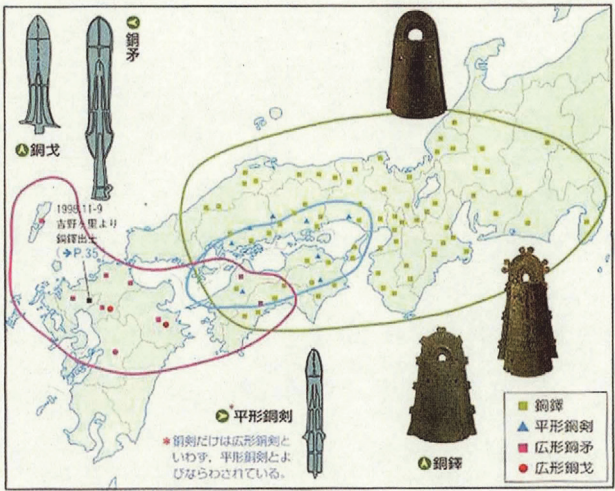 銅矛
銅戈
1998.11-9
吉野ヶ里より
銅鐸出土
➔P.35
*平形銅剣
*銅剣だけは広形銅剣と
いわず，平形銅剣とよ
びならわされている。
銅鐸
銅鐸
平形銅剣
広形銅矛
広形銅戈